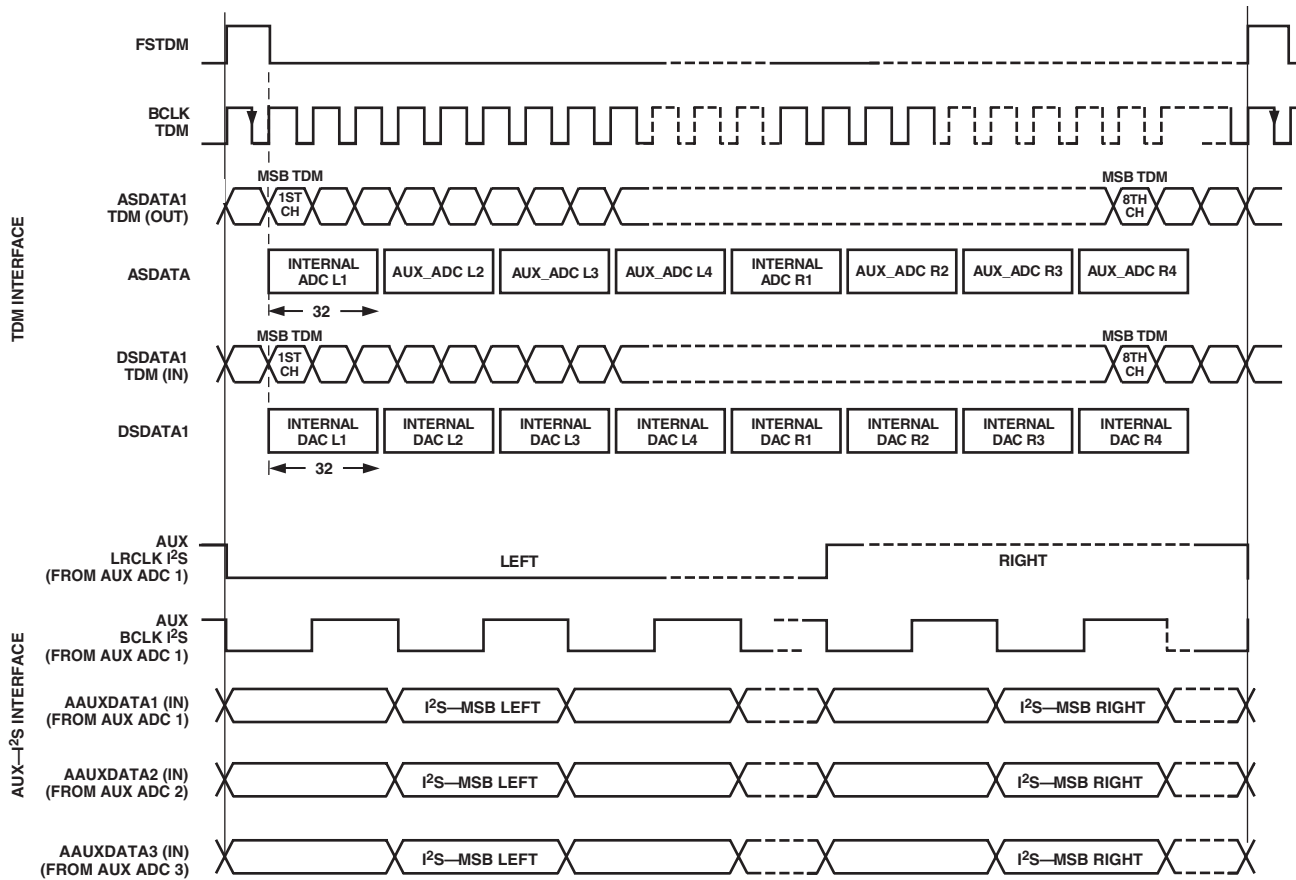 FSTDM
BCLK
TDM
MSB TDM
MSB TDM
ASDATA1
TDM (OUT)
1ST
CH
8TH
CH
ASDATA
INTERNAL
ADC L1
AUX_ADC L2
AUX_ADC L3
AUX_ADC L4
INTERNAL
ADC R1
AUX_ADC R2
AUX_ADC R3
AUX_ADC R4
32
TDM INTERFACE
MSB TDM
MSB TDM
DSDATA1
TDM (IN)
1ST
CH
8TH
CH
DSDATA1
INTERNAL
DAC L1
INTERNAL
DAC L2
INTERNAL
DAC L3
INTERNAL
DAC L4
INTERNAL
DAC R1
INTERNAL
DAC R2
INTERNAL
DAC R3
INTERNAL
DAC R4
32
AUX
LRCLK I²S
(FROM AUX ADC 1)
LEFT
RIGHT
AUX
BCLK I²S
(FROM AUX ADC 1)
AUX—I²S INTERFACE
AAUXDATA1 (IN)
(FROM AUX ADC 1)
I²S—MSB LEFT
I²S—MSB RIGHT
AAUXDATA2 (IN)
(FROM AUX ADC 2)
I²S—MSB LEFT
I²S—MSB RIGHT
AAUXDATA3 (IN)
(FROM AUX ADC 3)
I²S—MSB LEFT
I²S—MSB RIGHT